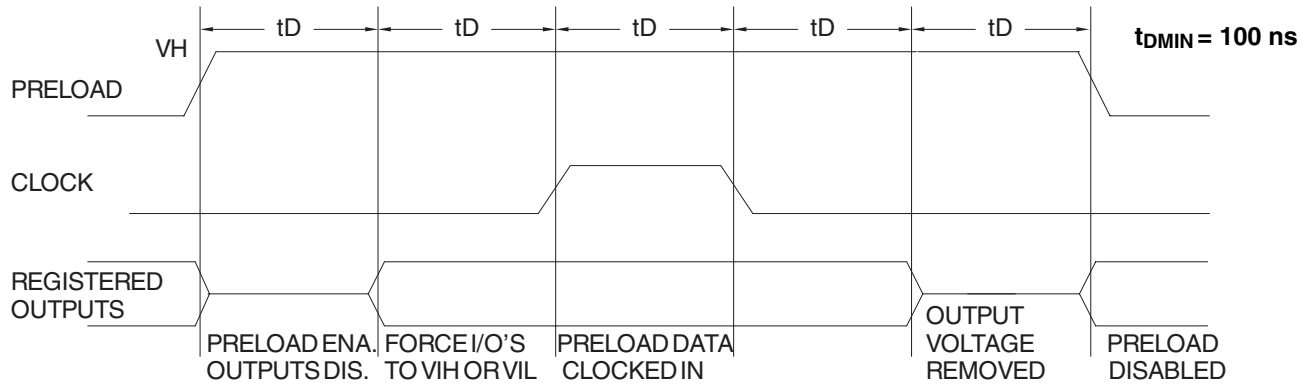 tD tD tD tD tD
VH
tDMIN = 100 ns
PRELOAD
CLOCK
REGISTERED
OUTPUTS
PRELOAD ENA.
OUTPUTS DIS.
FORCE I/O'S
TO VIH OR VIL
PRELOAD DATA
CLOCKED IN
OUTPUT
VOLTAGE
REMOVED
PRELOAD
DISABLED